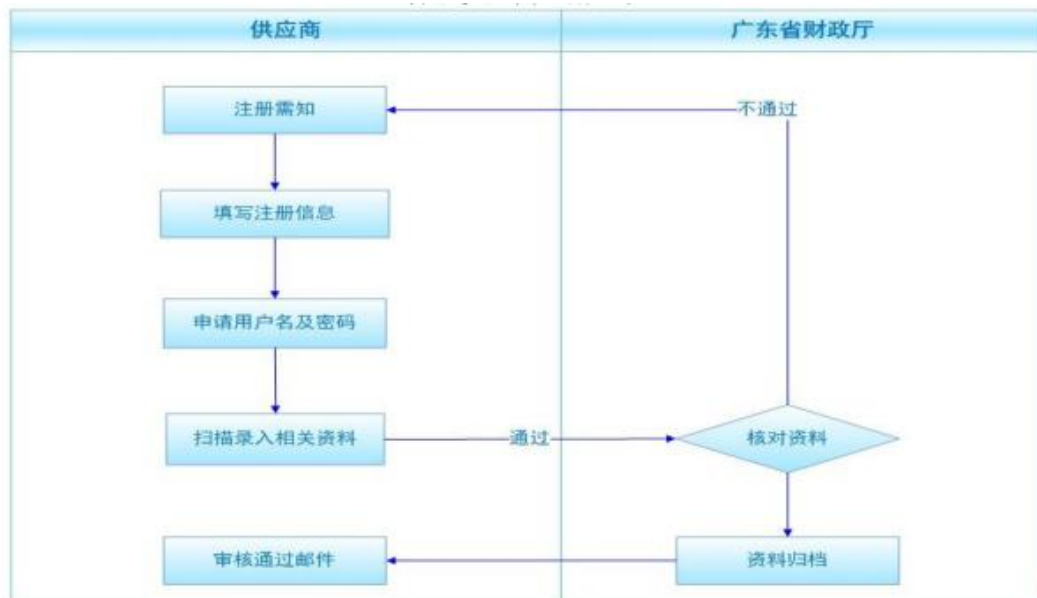 供应商
广东省财政厅
注册需知
不通过
填写注册信息
申请用户名及密码
扫描录入相关资料
通过
核对资料
审核通过邮件
资料归档